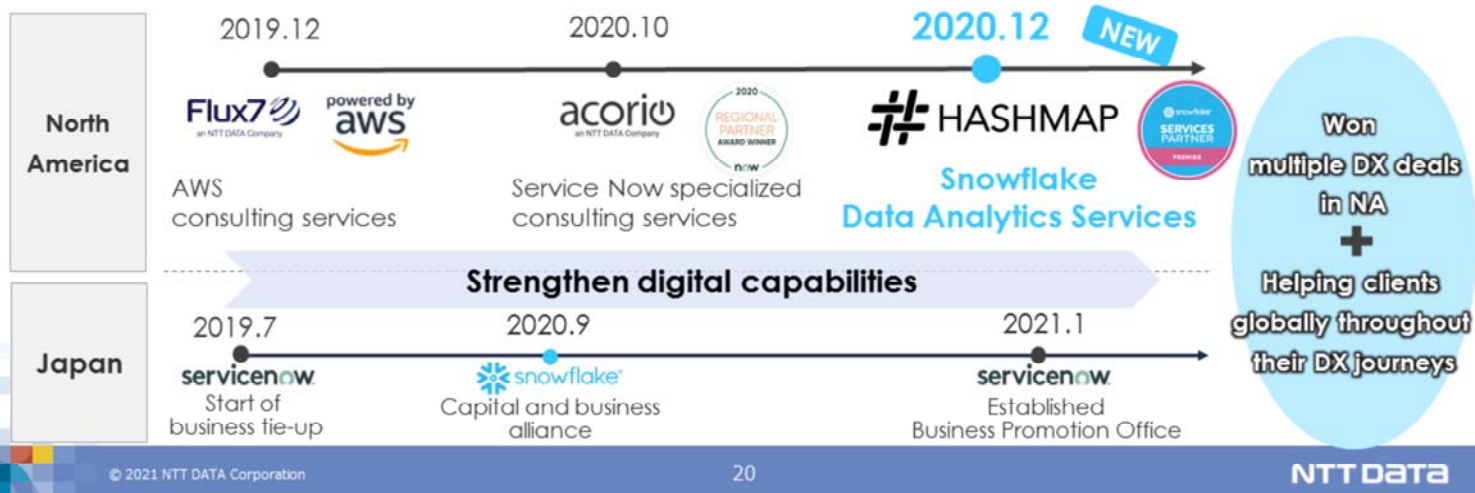 North
America
2019.12
2020.10
2020.12
NEW
Flux7
an NTT DATA Company
powered by
aws
acorio
an NTT DATA Company
2020
REGIONAL
PARTNER
AWARD WINNER
now
HASHMAP
snowflake
SERVICES
PARTNER
PREMIER
AWS
consulting services
Service Now specialized
consulting services
Snowflake
Data Analytics Services
Strengthen digital capabilities
Japan
2019.7
2020.9
2021.1
servicenow
Start of
business tie-up
snowflake®
Capital and business
alliance
servicenow
Established
Business Promotion Office
Won
multiple DX deals
in NA
+
Helping clients
globally throughout
their DX journeys
© 2021 NTT DATA Corporation
20
NTT DATA